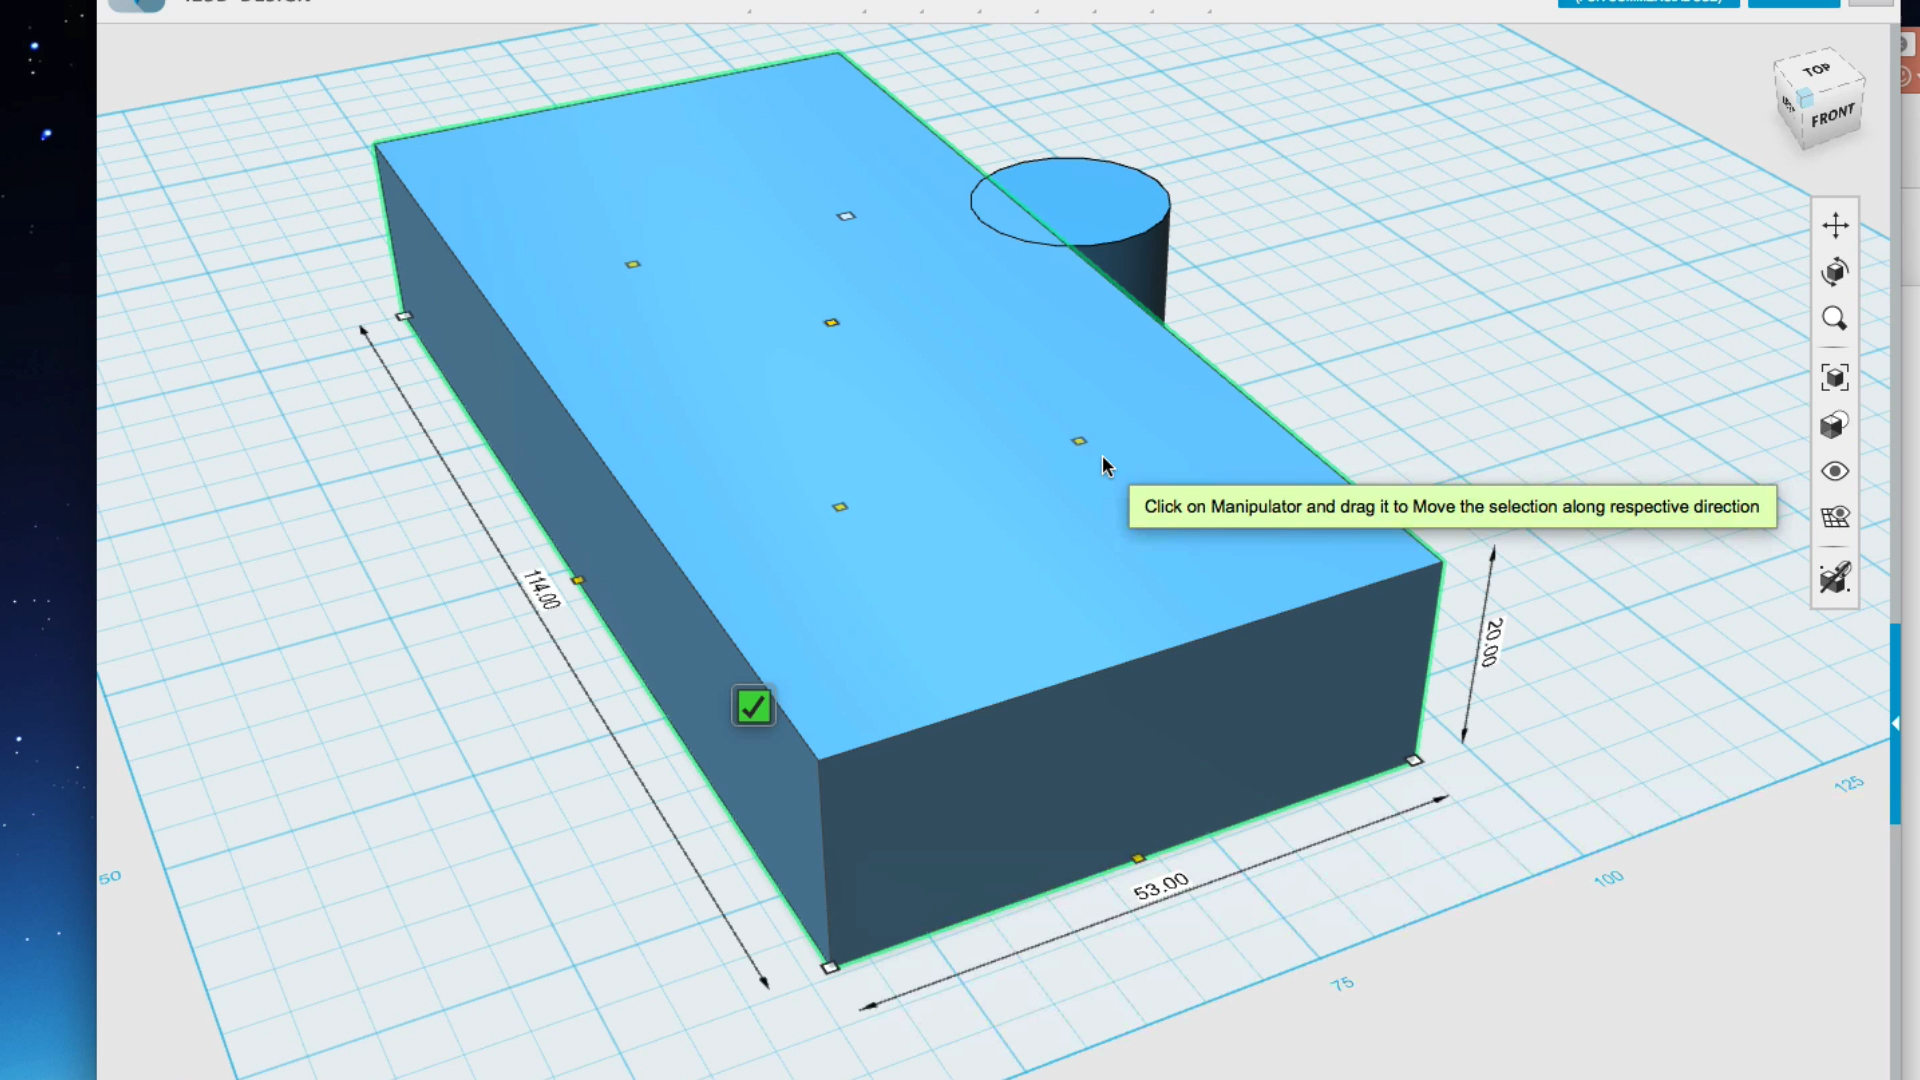 TOP
FRONT
Click on Manipulator and drag it to Move the selection along respective direction
114.00
20.00
53.00
50
75
100
125